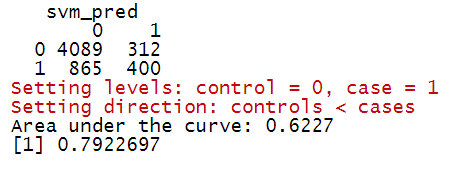 svm_pred
0 1
0 4089 312
1 865 400
Setting levels: control = 0, case = 1
Setting direction: controls < cases
Area under the curve: 0.6227
[1] 0.7922697